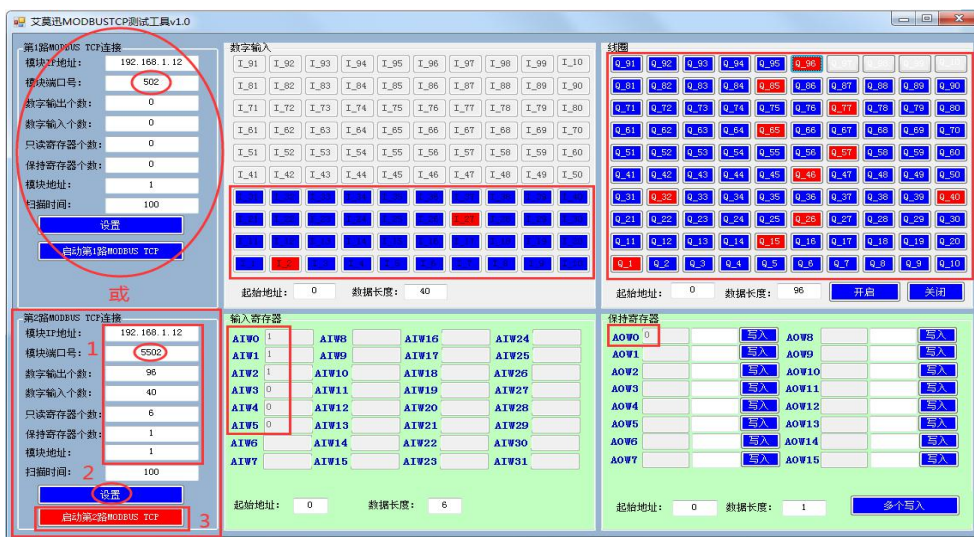 艾莫迅MODBUSTCP测试工具v1.0
第1路MODBUS TCP连接
模块IP地址: 192.168.1.12
模块端口号: 502
数字输出个数: 0
数字输入个数: 0
只读寄存器个数: 0
保持寄存器个数: 0
模块地址: 1
扫描时间: 100
设置
启动第1路MODBUS TCP
或
第2路MODBUS TCP连接
模块IP地址: 192.168.1.12
模块端口号: 1 5502
数字输出个数: 96
数字输入个数: 40
只读寄存器个数: 6
保持寄存器个数: 1
模块地址: 1
扫描时间: 100
2 设置
启动第2路MODBUS TCP 3
数字输入
I_91 I_92 I_93 I_94 I_95 I_96 I_97 I_98 I_99 I_10
I_81 I_82 I_83 I_84 I_85 I_86 I_87 I_88 I_89 I_90
I_71 I_72 I_73 I_74 I_75 I_76 I_77 I_78 I_79 I_80
I_61 I_62 I_63 I_64 I_65 I_66 I_67 I_68 I_69 I_70
I_51 I_52 I_53 I_54 I_55 I_56 I_57 I_58 I_59 I_60
I_41 I_42 I_43 I_44 I_45 I_46 I_47 I_48 I_49 I_50
I_27
I_2
起始地址: 0 数据长度: 40
线圈
Q_91 Q_92 Q_93 Q_94 Q_95 Q_96
Q_81 Q_82 Q_83 Q_84 Q_85 Q_86 Q_87 Q_88 Q_89 Q_90
Q_71 Q_72 Q_73 Q_74 Q_75 Q_76 Q_77 Q_78 Q_79 Q_80
Q_61 Q_62 Q_63 Q_64 Q_65 Q_66 Q_67 Q_68 Q_69 Q_70
Q_51 Q_52 Q_53 Q_54 Q_55 Q_56 Q_57 Q_58 Q_59 Q_60
Q_41 Q_42 Q_43 Q_44 Q_45 Q_46 Q_47 Q_48 Q_49 Q_50
Q_31 Q_32 Q_33 Q_34 Q_35 Q_36 Q_37 Q_38 Q_39 Q_40
Q_21 Q_22 Q_23 Q_24 Q_25 Q_26 Q_27 Q_28 Q_29 Q_30
Q_11 Q_12 Q_13 Q_14 Q_15 Q_16 Q_17 Q_18 Q_19 Q_20
Q_1 Q_2 Q_3 Q_4 Q_5 Q_6 Q_7 Q_8 Q_9 Q_10
起始地址: 0 数据长度: 96 开启 关闭
输入寄存器
AIW0 1 AIW8 AIW16 AIW24
AIW1 1 AIW9 AIW17 AIW25
AIW2 1 AIW10 AIW18 AIW26
AIW3 0 AIW11 AIW19 AIW27
AIW4 0 AIW12 AIW20 AIW28
AIW5 0 AIW13 AIW21 AIW29
AIW6 AIW14 AIW22 AIW30
AIW7 AIW15 AIW23 AIW31
起始地址: 0 数据长度: 6
保持寄存器
AOW0 0 写入 AOW8 写入
AOW1 写入 AOW9 写入
AOW2 写入 AOW10 写入
AOW3 写入 AOW11 写入
AOW4 写入 AOW12 写入
AOW5 写入 AOW13 写入
AOW6 写入 AOW14 写入
AOW7 写入 AOW15 写入
起始地址: 0 数据长度: 1 多个写入